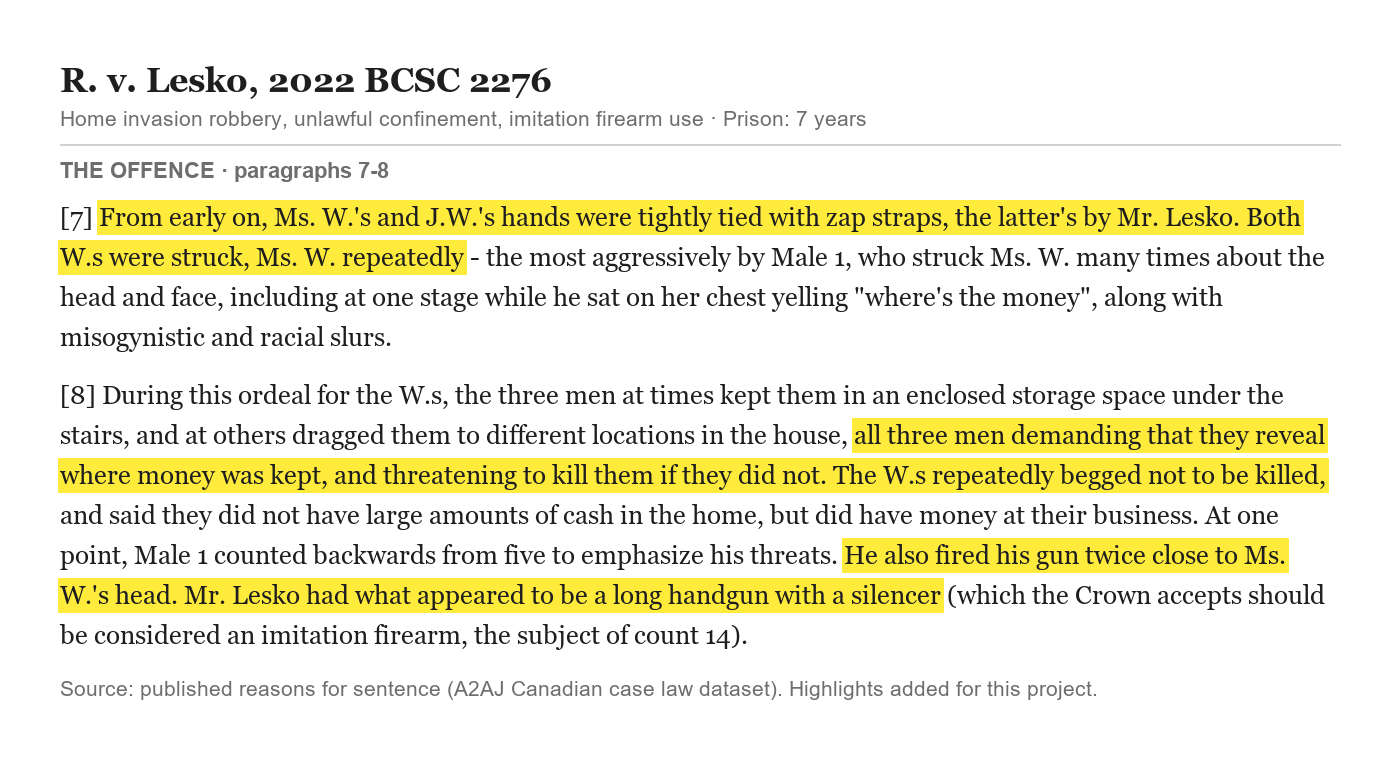 R. v. Lesko, 2022 BCSC 2276
Home invasion robbery, unlawful confinement, imitation firearm use · Prison: 7 years
THE OFFENCE · paragraphs 7-8
[7] From early on, Ms. W.'s and J.W.'s hands were tightly tied with zap straps, the latter's by Mr. Lesko. Both
W.s were struck, Ms. W. repeatedly - the most aggressively by Male 1, who struck Ms. W. many times about the
head and face, including at one stage while he sat on her chest yelling "where's the money", along with
misogynistic and racial slurs.
[8] During this ordeal for the W.s, the three men at times kept them in an enclosed storage space under the
stairs, and at others dragged them to different locations in the house, all three men demanding that they reveal
where money was kept, and threatening to kill them if they did not. The W.s repeatedly begged not to be killed,
and said they did not have large amounts of cash in the home, but did have money at their business. At one
point, Male 1 counted backwards from five to emphasize his threats. He also fired his gun twice close to Ms.
W.'s head. Mr. Lesko had what appeared to be a long handgun with a silencer (which the Crown accepts should
be considered an imitation firearm, the subject of count 14).
Source: published reasons for sentence (A2AJ Canadian case law dataset). Highlights added for this project.